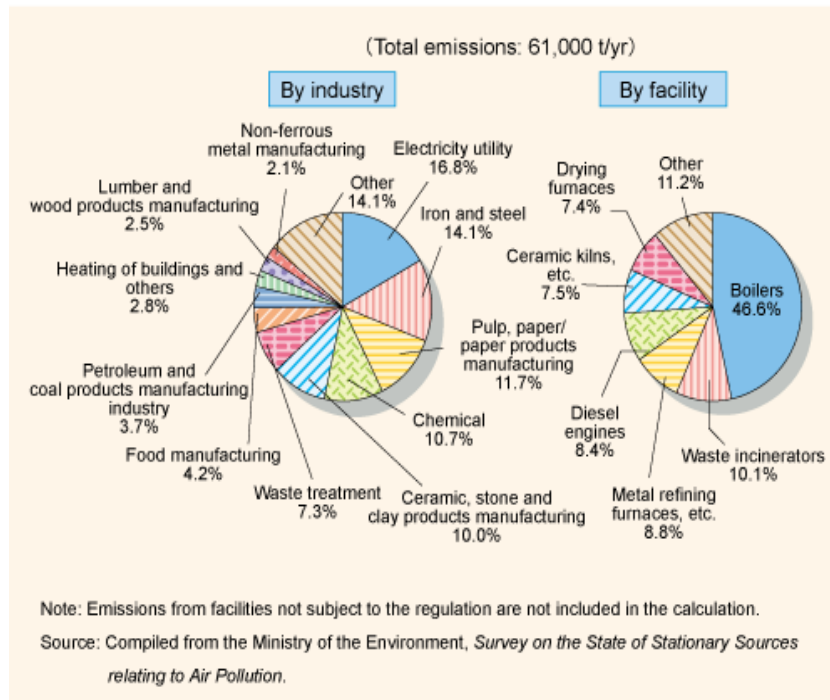 (Total emissions: 61,000 t/yr)
By industry
By facility
Non-ferrous
metal manufacturing
2.1%
Electricity utility
16.8%
Lumber and
wood products manufacturing
2.5%
Other
14.1%
Iron and steel
14.1%
Heating of buildings and
others
2.8%
Pulp, paper/
paper products
manufacturing
11.7%
Petroleum and
coal products manufacturing
industry
3.7%
Chemical
10.7%
Food manufacturing
4.2%
Waste treatment
7.3%
Ceramic, stone and
clay products manufacturing
10.0%
Drying
furnaces
7.4%
Other
11.2%
Ceramic kilns,
etc.
7.5%
Boilers
46.6%
Diesel
engines
8.4%
Waste incinerators
10.1%
Metal refining
furnaces, etc.
8.8%
Note: Emissions from facilities not subject to the regulation are not included in the calculation.
Source: Compiled from the Ministry of the Environment, Survey on the State of Stationary Sources
relating to Air Pollution.